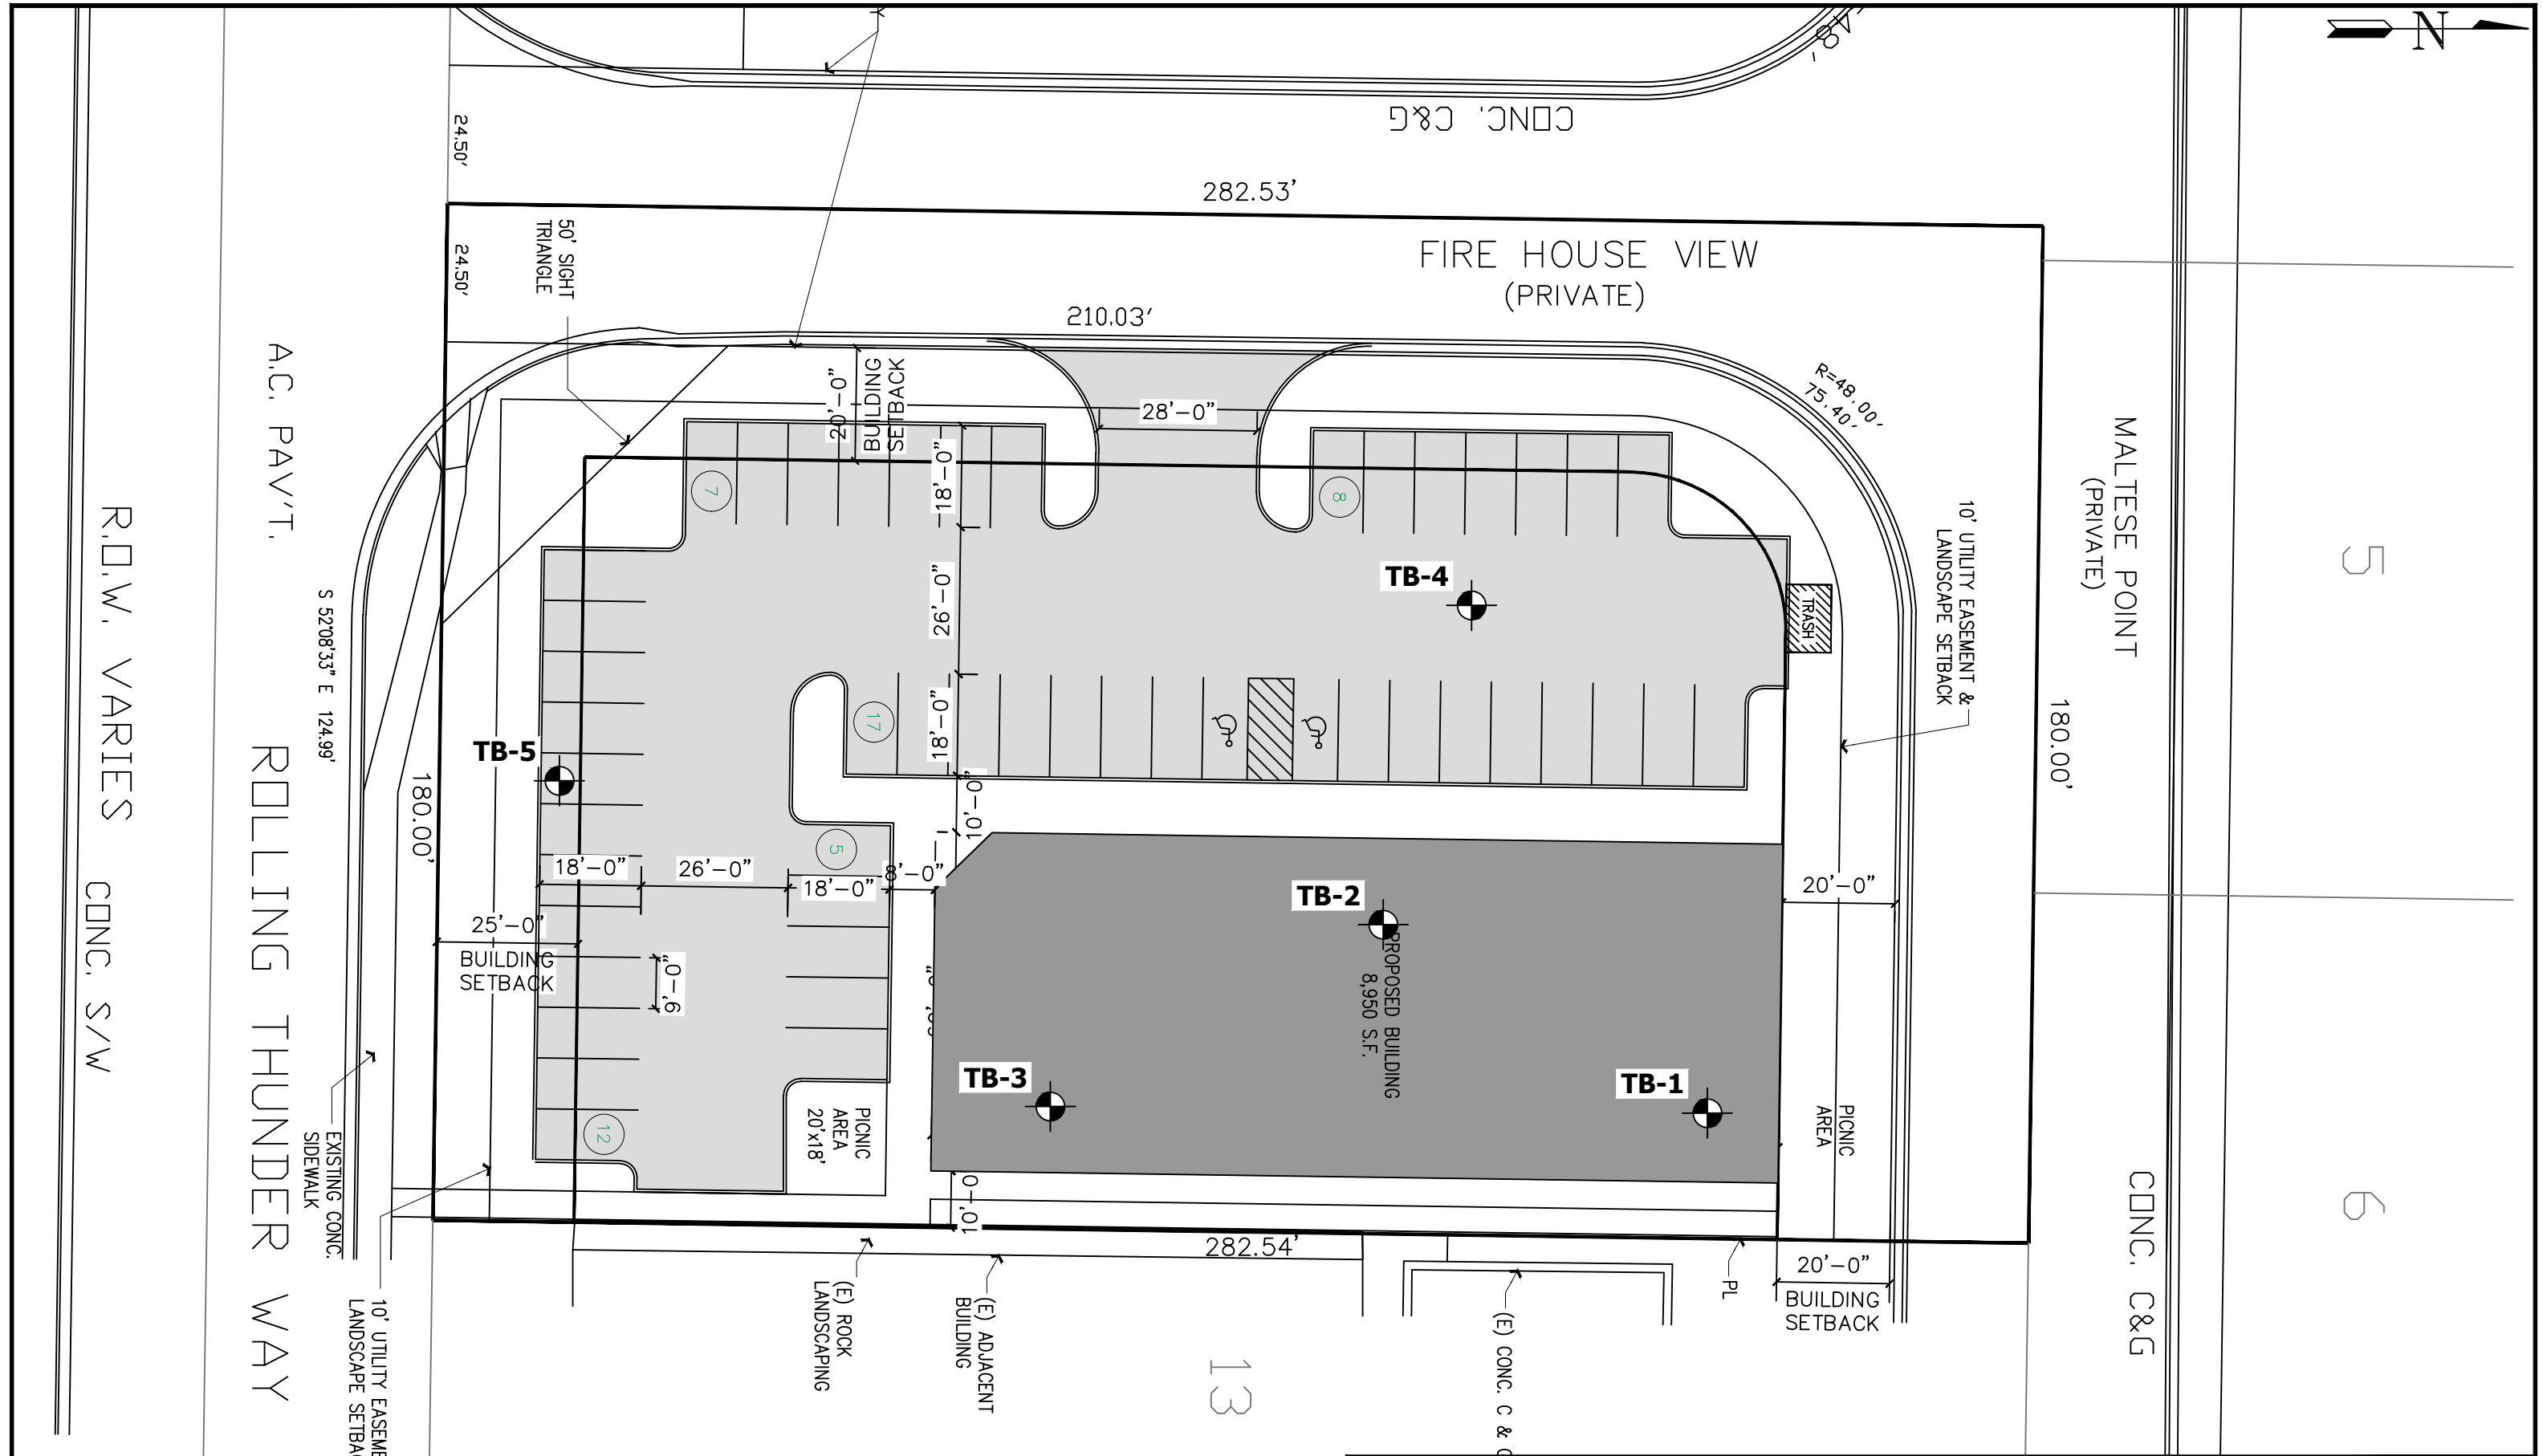 N
CONC. C&G
24.50'
282.53'
24.50'
50' SIGHT
TRIANGLE
FIRE HOUSE VIEW
(PRIVATE)
210.03'
R=48.00'
75.40'
20'-0"
BUILDING
SETBACK
28'-0"
18'-0"
7
8
26'-0"
TB-4
TRASH
10' UTILITY EASEMENT &
LANDSCAPE SETBACK
MALTESE POINT
(PRIVATE)
5
A.C. PAV'T.
R.O.W. VARIES
CONC. S/W
ROLLING THUNDER WAY
S 52°08'33" E 124.99'
180.00'
TB-5
17
18'-0"
10'-0"
180.00'
5
18'-0"
26'-0"
18'-0"
8'-0"
25'-0"
BUILDING
SETBACK
9'-0"
TB-2
PROPOSED BUILDING
8,950 S.F.
20'-0"
TB-3
TB-1
PICNIC
AREA
12
PICNIC
AREA
20'x18'
10'-0
282.54'
EXISTING CONC.
SIDEWALK
10' UTILITY
LANDSCAPE
(E) ROCK
LANDSCAPING
(E) ADJACENT
BUILDING
13
(E) CONC. C &
PL
20'-0"
BUILDING
SETBACK
CONC. C&G
6